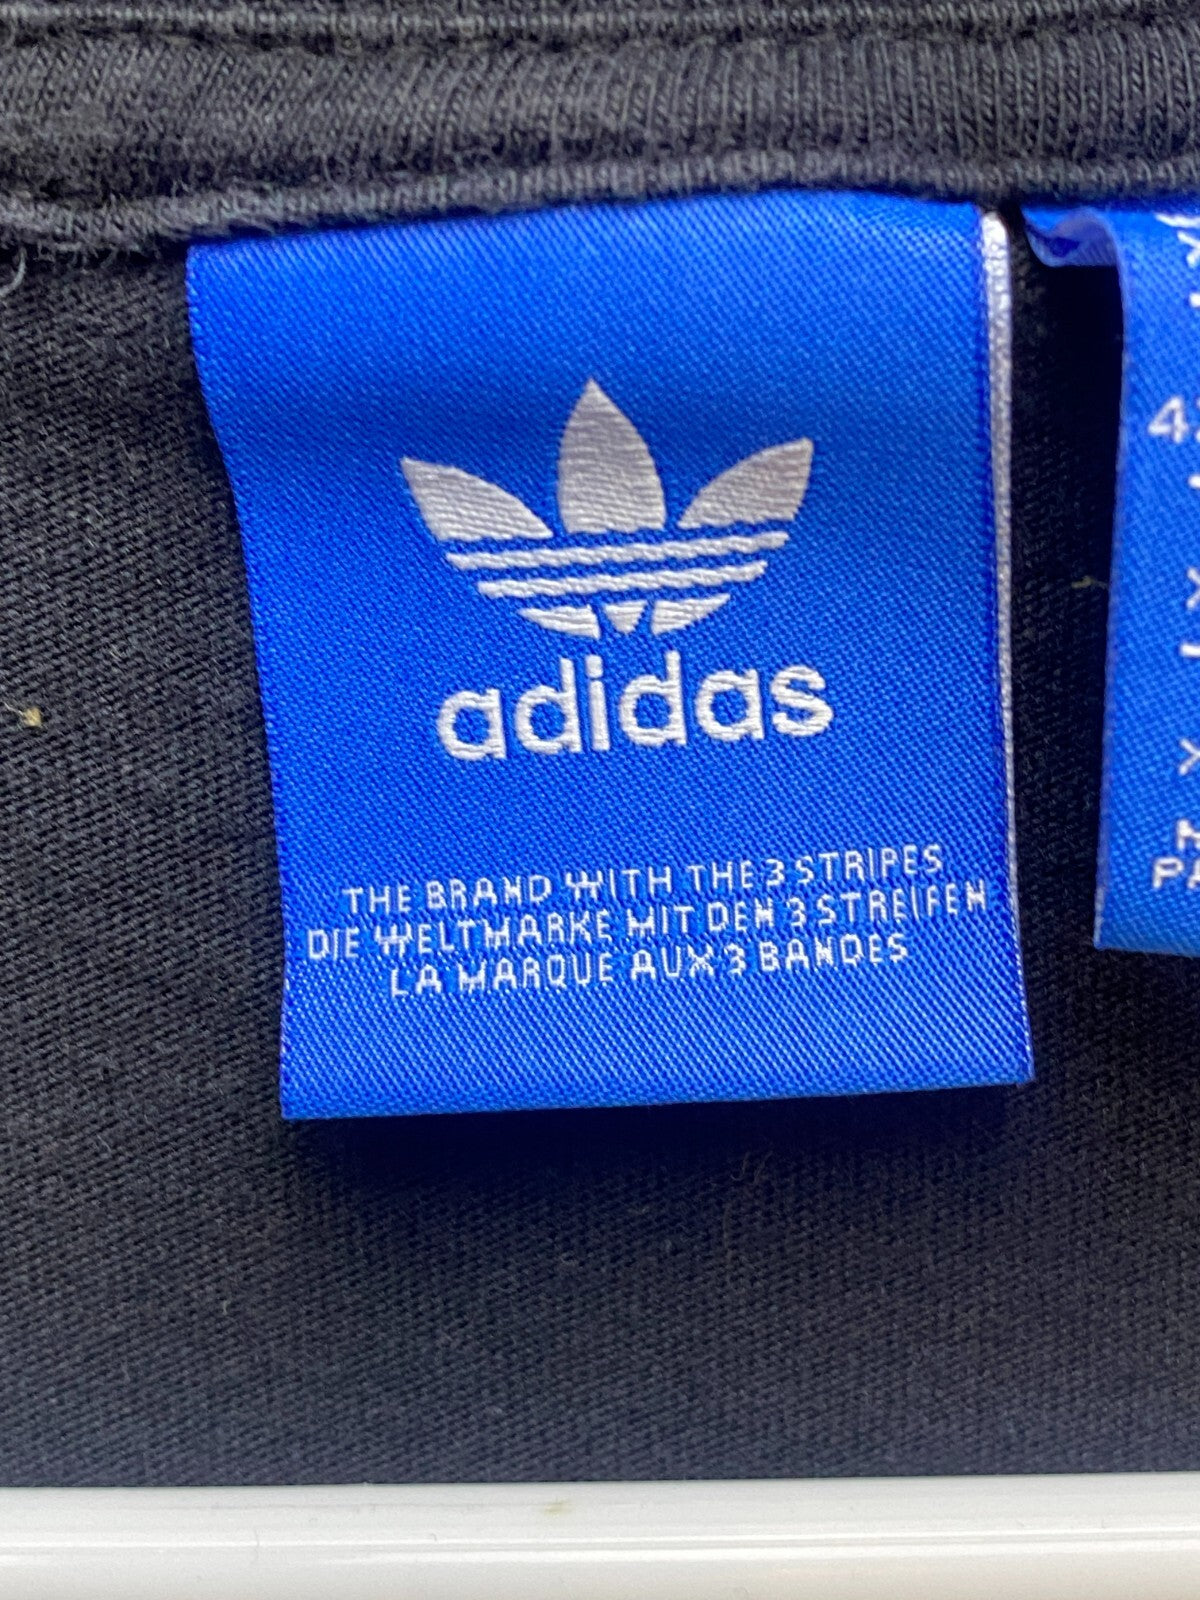 adidas
THE BRAND WITH THE 3 STRIPES
DIE WELTMARKE MIT DEN 3 STREIFEN
LA MARQUE AUX 3 BANDES